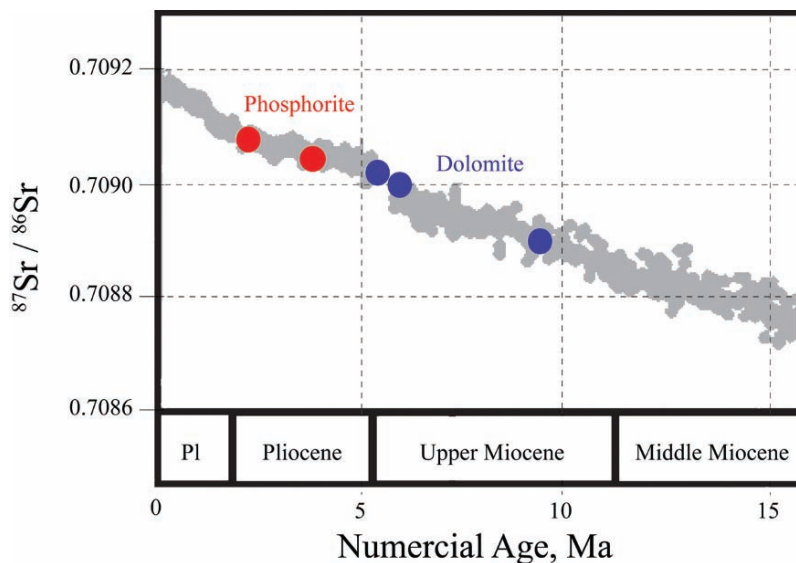 0.7092
Phosphorite
Dolomite
0.7090
0.7088
0.7086
⁸⁷Sr / ⁸⁶Sr
Pl Pliocene Upper Miocene Middle Miocene
0 5 10 15
Numercial Age, Ma